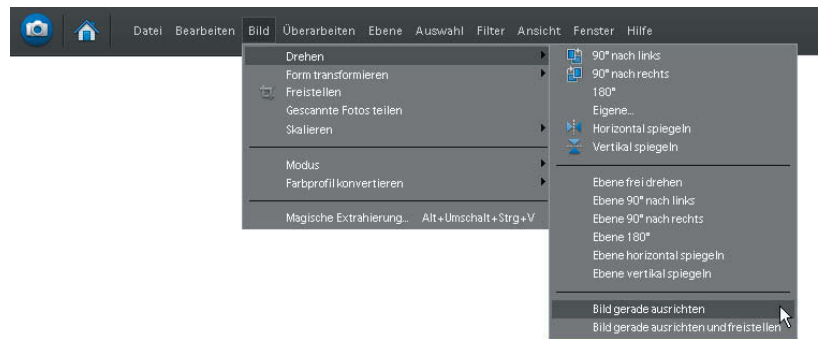 Datei Bearbeiten Bild Überarbeiten Ebene Auswahl Filter Ansicht Fenster Hilfe
Drehen
Form transformieren
Freistellen
Gescannte Fotos teilen
Skalieren
Modus
Farbprofil konvertieren
Magische Extrahierung... Alt+Umschalt+Strg+V
90° nach links
90° nach rechts
180°
Eigene...
Horizontal spiegeln
Vertikal spiegeln
Ebene frei drehen
Ebene 90° nach links
Ebene 90° nach rechts
Ebene 180°
Ebene horizontal spiegeln
Ebene vertikal spiegeln
Bild gerade ausrichten
Bild gerade ausrichten und freistellen